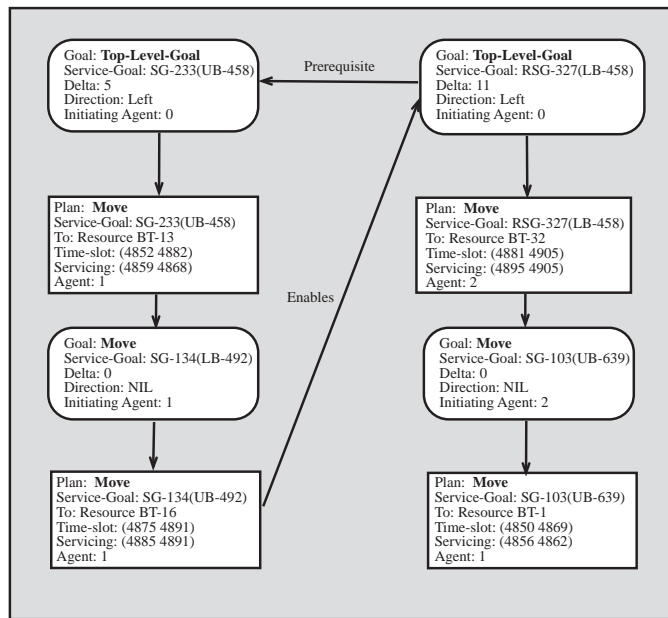 Goal: Top-Level-Goal
Service-Goal: SG-233(UB-458)
Delta: 5
Direction: Left
Initiating Agent: 0
Prerequisite
Goal: Top-Level-Goal
Service-Goal: RSG-327(LB-458)
Delta: 11
Direction: Left
Initiating Agent: 0
Plan: Move
Service-Goal: SG-233(UB-458)
To: Resource BT-13
Time-slot: (4852 4882)
Servicing: (4859 4868)
Agent: 1
Plan: Move
Service-Goal: RSG-327(LB-458)
To: Resource BT-32
Time-slot: (4881 4905)
Servicing: (4895 4905)
Agent: 2
Enables
Goal: Move
Service-Goal: SG-134(LB-492)
Delta: 0
Direction: NIL
Initiating Agent: 1
Goal: Move
Service-Goal: SG-103(UB-639)
Delta: 0
Direction: NIL
Initiating Agent: 2
Plan: Move
Service-Goal: SG-134(UB-492)
To: Resource BT-16
Time-slot: (4875 4891)
Servicing: (4885 4891)
Agent: 1
Plan: Move
Service-Goal: SG-103(UB-639)
To: Resource BT-1
Time-slot: (4850 4869)
Servicing: (4856 4862)
Agent: 1